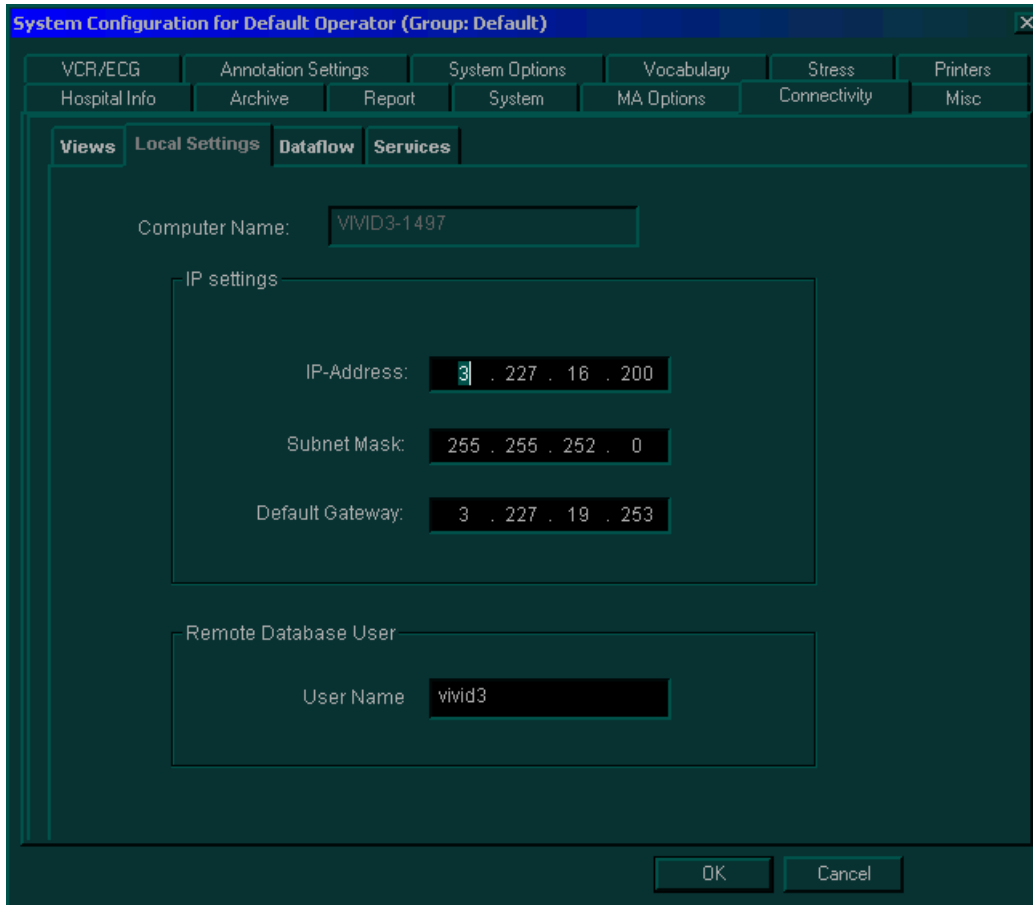 System Configuration for Default Operator (Group: Default)
VCR/ECG Annotation Settings System Options Vocabulary Stress Printers
Hospital Info Archive Report System MA Options Connectivity Misc
Views Local Settings Dataflow Services
Computer Name: VIVID3-1497
IP settings
IP-Address: 3 . 227 . 16 . 200
Subnet Mask: 255 . 255 . 252 . 0
Default Gateway: 3 . 227 . 19 . 253
Remote Database User
User Name vivid3
OK Cancel